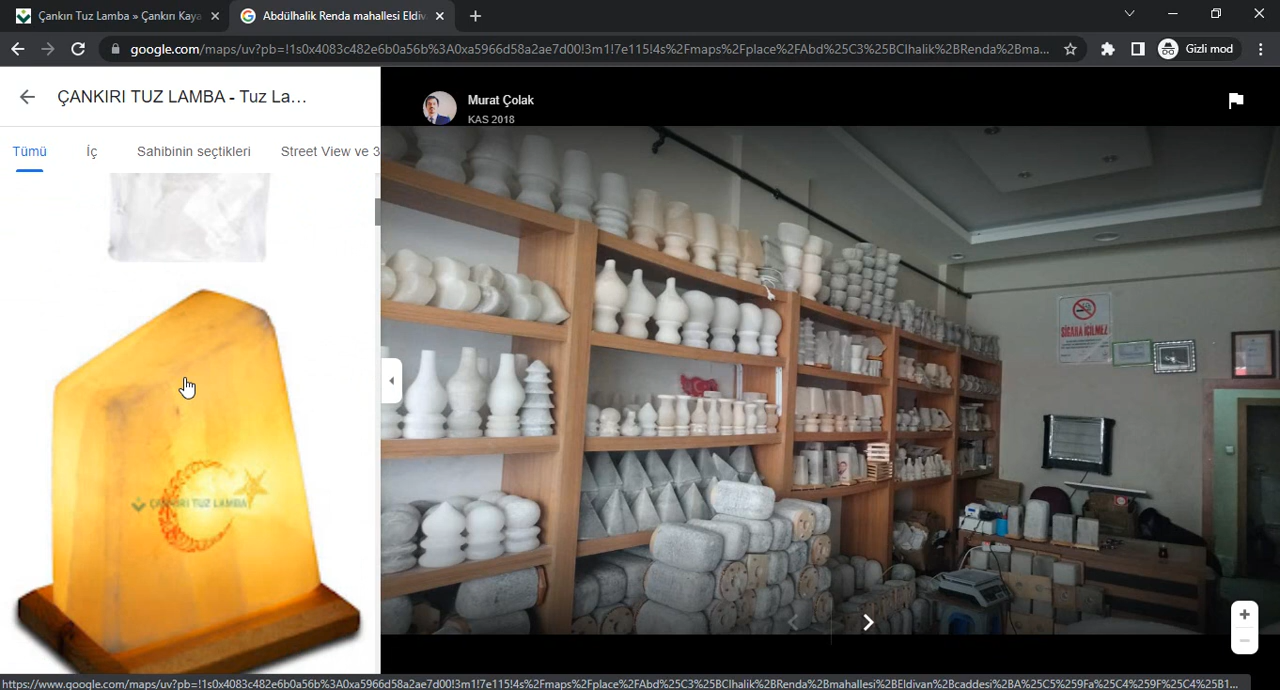 Çankırı Tuz Lamba » Çankırı Kaya
Abdülhalik Renda mahallesi Eldiv
google.com/maps/uv?pb=!1s0x4083c482e6b0a56b%3A0xa5966d58a2ae7d00!3m1!7e115!4s%2Fmaps%2Fplace%2FAbd%25C3%25BClhalik%2BRenda%2Bma...
Gizli mod
ÇANKIRI TUZ LAMBA - Tuz La...
Murat Çolak
KAS 2018
Tümü
İç
Sahibinin seçtikleri
Street View ve 3
SİGARA İÇİLMEZ
ÇANKIRI TUZ LAMBA
https://www.google.com/maps/uv?pb=!1s0x4083c482e6b0a56b%3A0xa5966d58a2ae7d00!3m1!7e115!4s%2Fmaps%2Fplace%2FAbd%25C3%25BClhalik%2BRenda%2Bmahallesi%2BEldivan%2Bcaddesi%2BA%25C5%259Fa%25C4%259F%25C4%25B1...